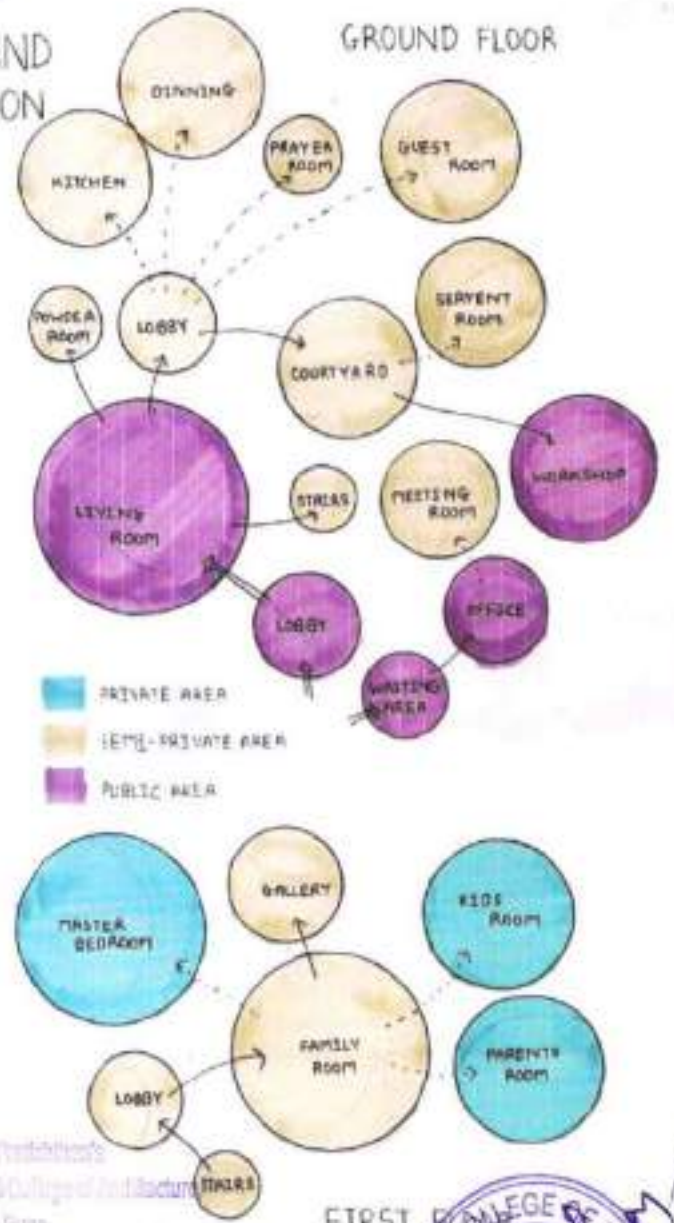 GROUND FLOOR
ON
DINNING
KITCHEN
PRAYER
ROOM
GUEST
ROOM
POWDER
ROOM
LOBBY
COURTYARD
SERVENT
ROOM
LIVING
ROOM
STAIRS
MEETING
ROOM
WORKSHOP
LOBBY
OFFICE
WAITING
AREA
PRIVATE AREA
SEMI-PRIVATE AREA
PUBLIC AREA
MASTER
BEDROOM
GALLERY
KIDS
ROOM
FAMILY
ROOM
PARENTS
ROOM
LOBBY
STAIRS
FIRST